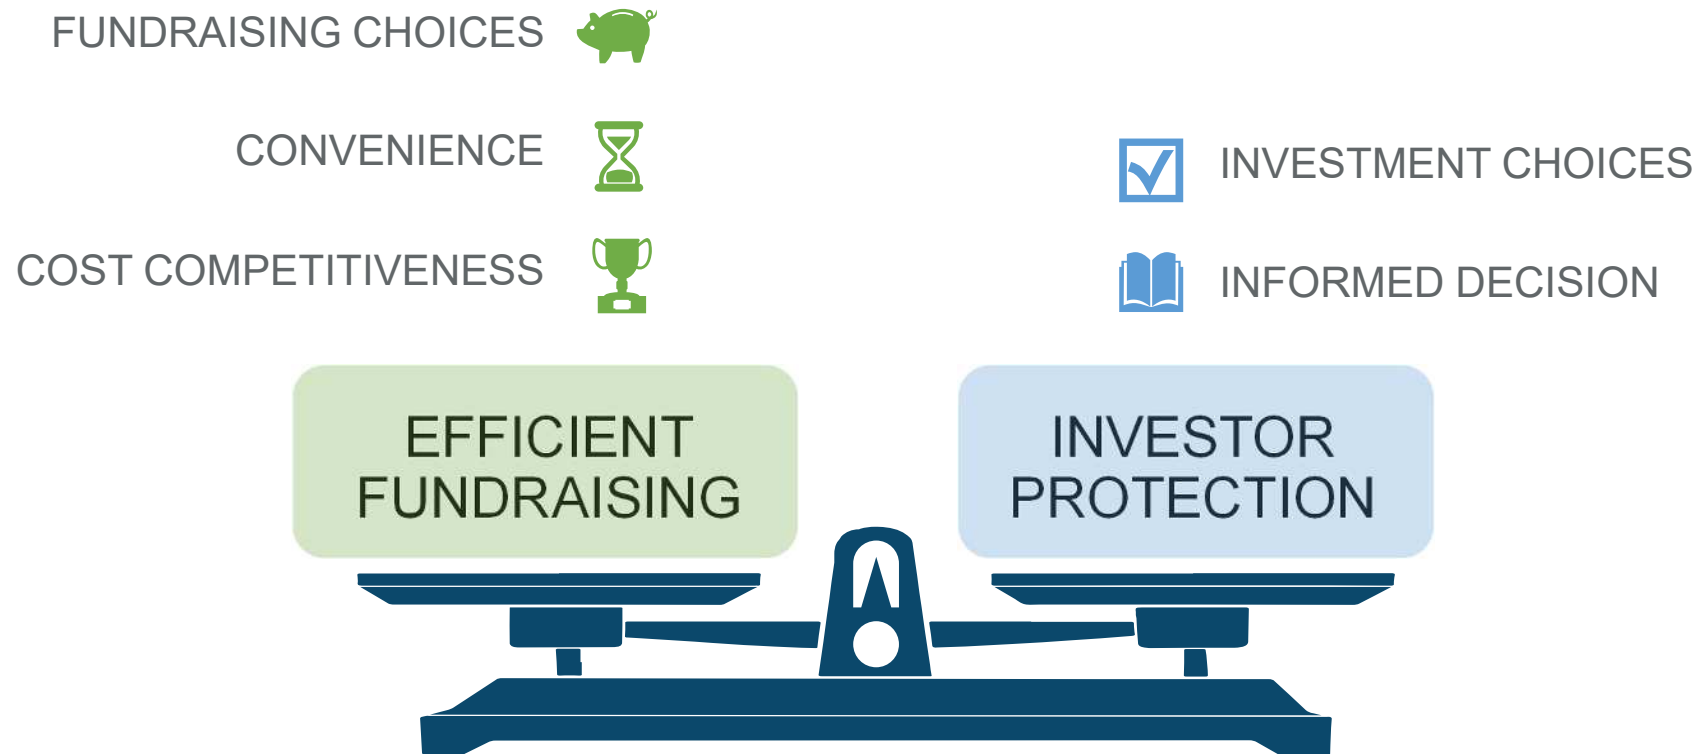 FUNDRAISING CHOICES
CONVENIENCE
COST COMPETITIVENESS
INVESTMENT CHOICES
INFORMED DECISION
EFFICIENT
FUNDRAISING
INVESTOR
PROTECTION